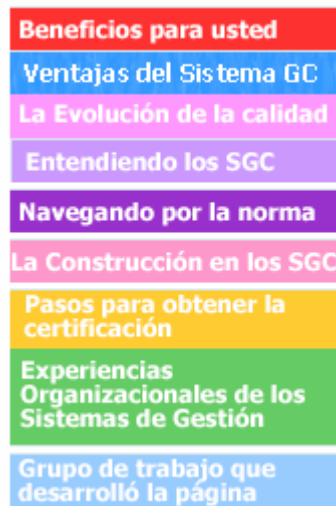 Beneficios para usted
Ventajas del Sistema GC
La Evolución de la calidad
Entendiendo los SGC
Navegando por la norma
La Construcción en los SGC
Pasos para obtener la
certificación
Experiencias
Organizacionales de los
Sistemas de Gestión
Grupo de trabajo que
desarrolló la página